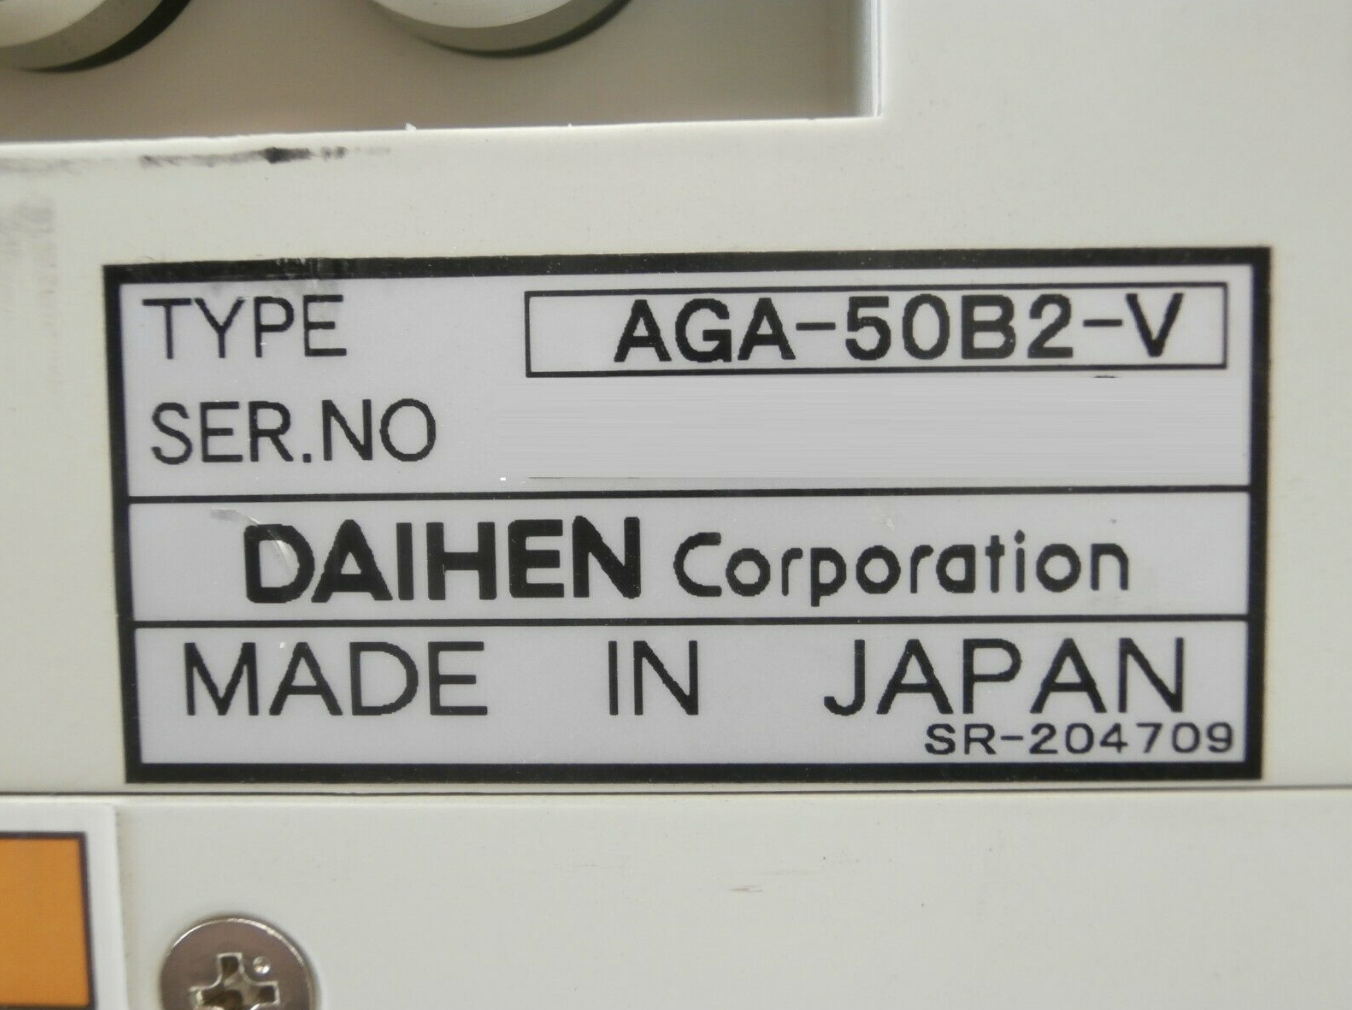 TYPE AGA-50B2-V
SER.NO
DAIHEN Corporation
MADE IN JAPAN
SR-204709